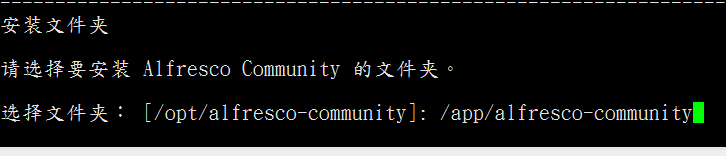 安装文件夹
请选择要安装 Alfresco Community 的文件夹。
选择文件夹： [/opt/alfresco-community]: /app/alfresco-community